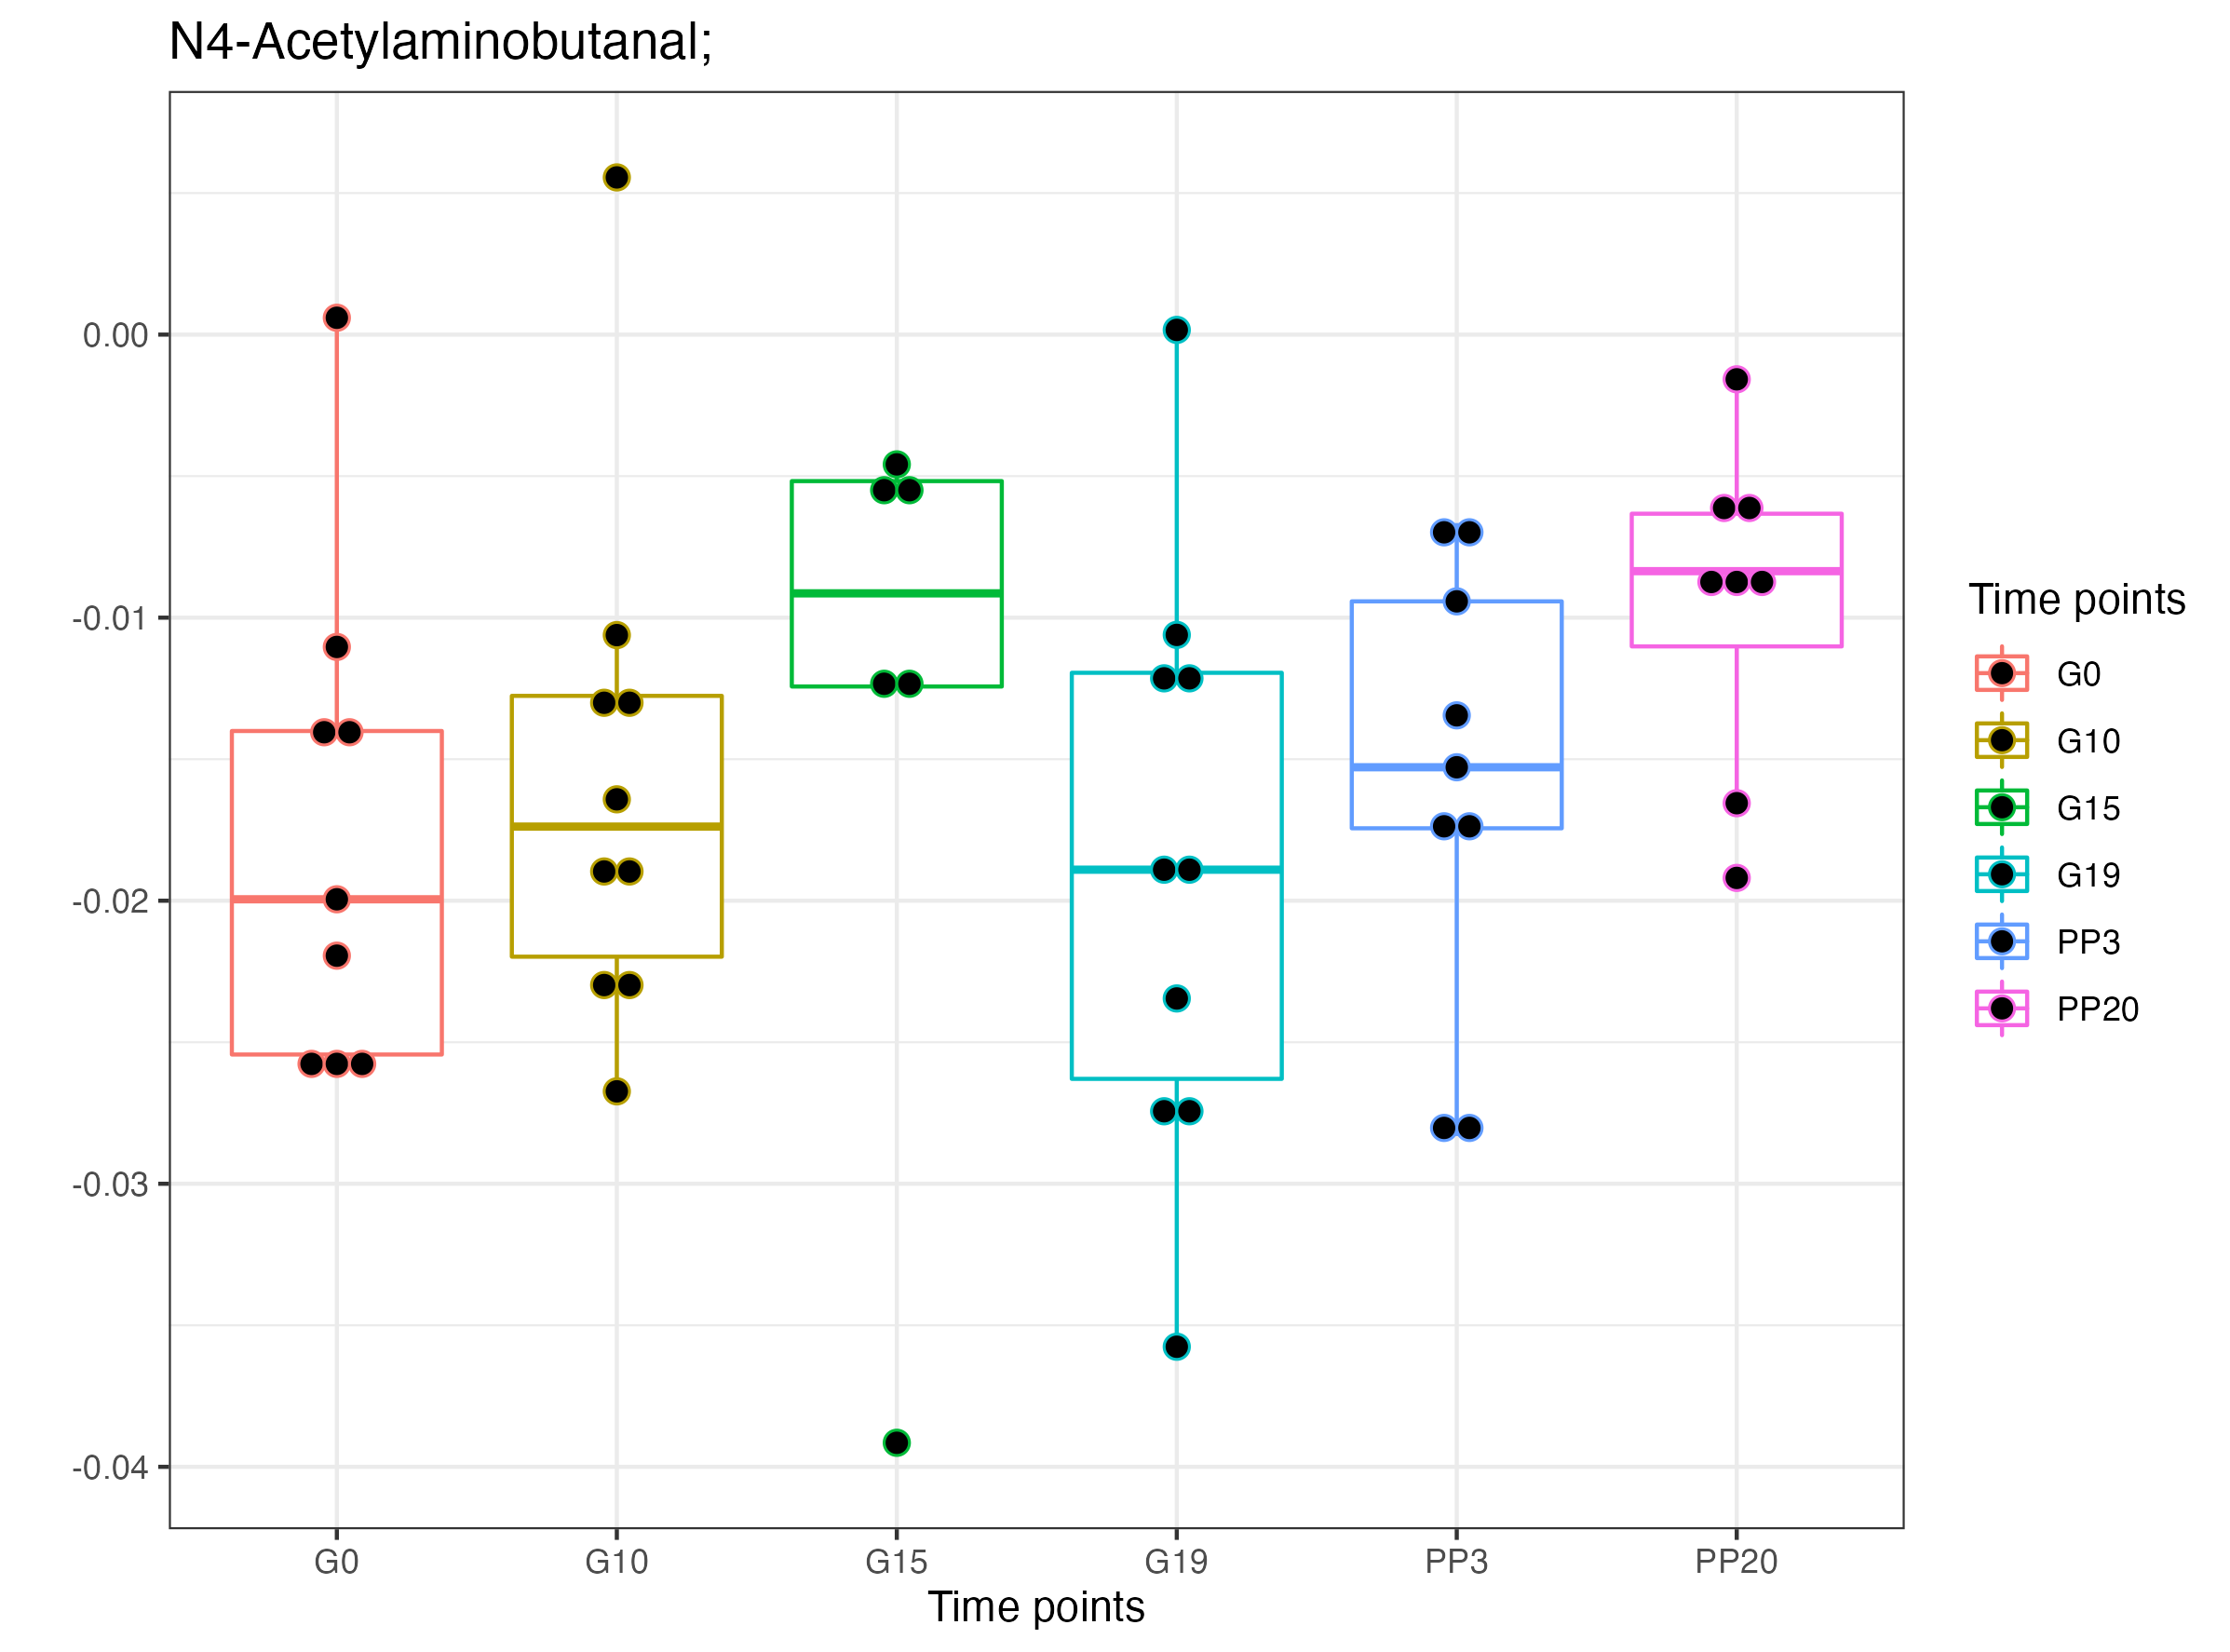 N4-Acetylaminobutanal;
0.00
-0.01
-0.02
-0.03
-0.04
G0 G10 G15 G19 PP3 PP20
Time points
Time points
G0
G10
G15
G19
PP3
PP20